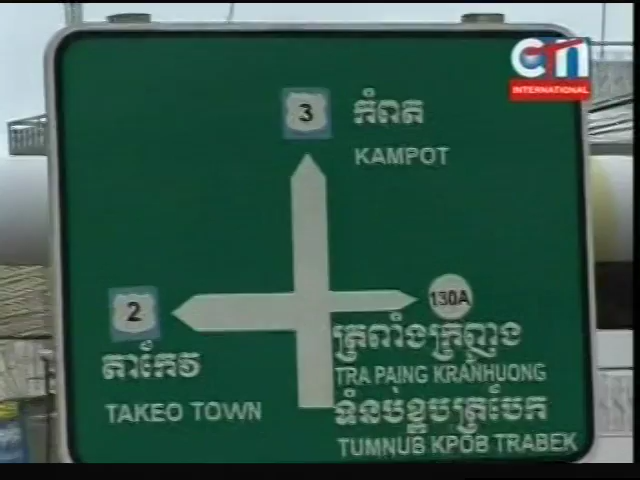 CTN
INTERNATIONAL
3
កំពត
KAMPOT
2
130A
តាកែវ
TAKEO TOWN
ត្រពាំងក្រញូង
TRA PAING KRANHUONG
ទំនប់ខ្ពបត្របែក
TUMNUB KPOB TRABEK